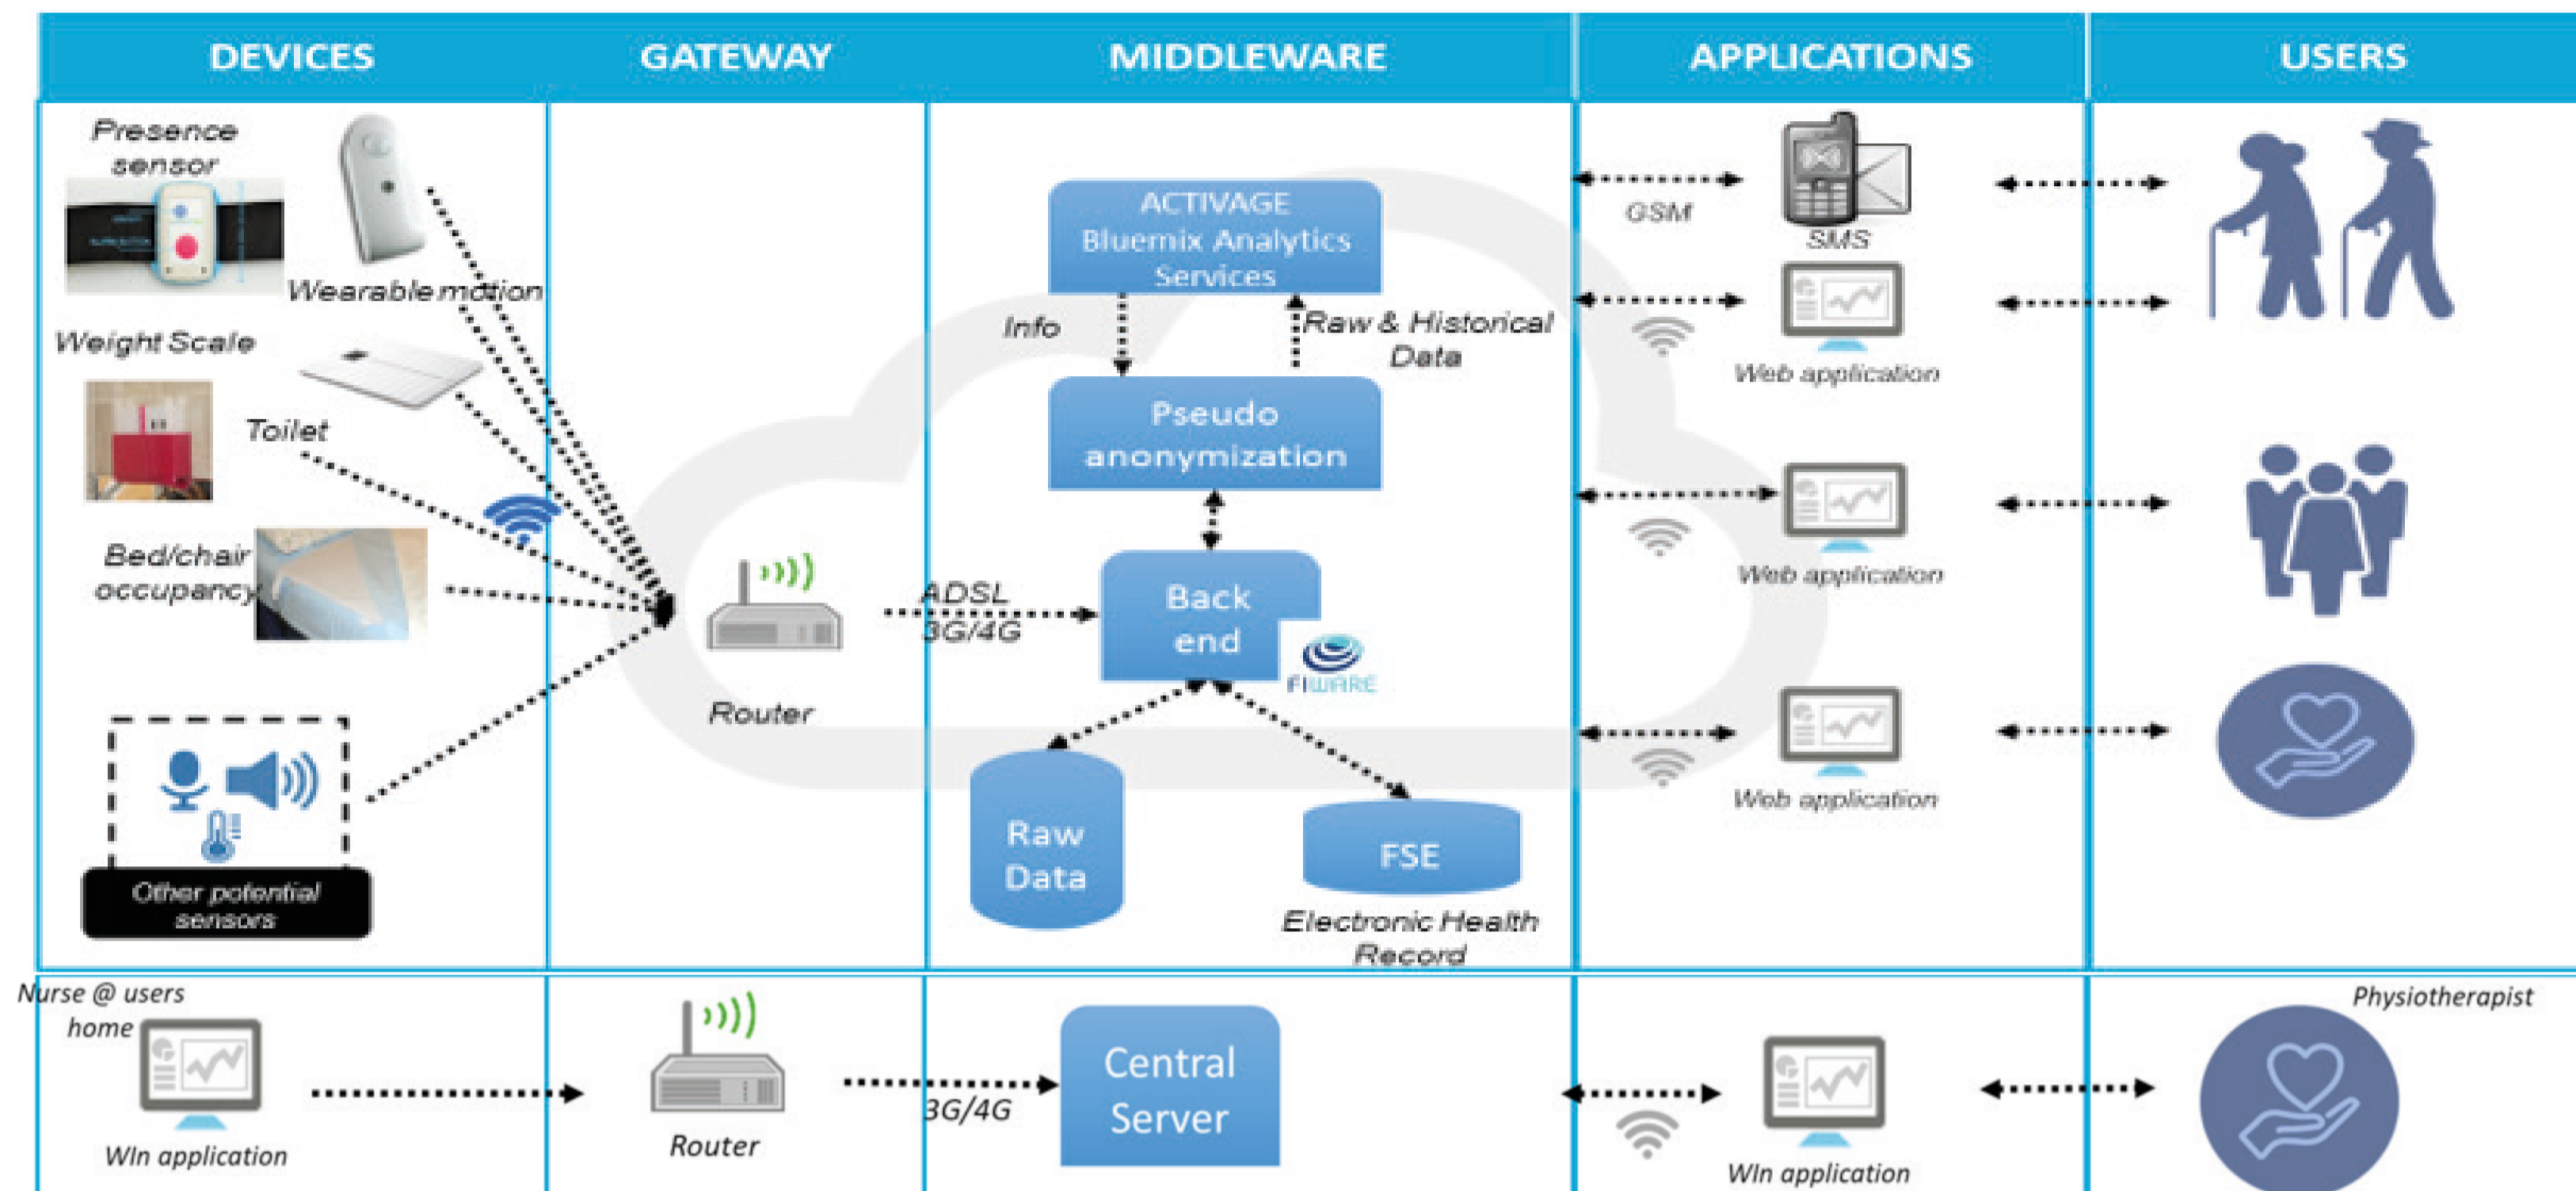 DEVICES
GATEWAY
MIDDLEWARE
APPLICATIONS
USERS
Presence
sensor
Wearable motion
Weight Scale
Toilet
Bed/chair
occupancy
Other potential
sensors
Router
ADSL
3G/4G
ACTIVAGE
Bluemix Analytics
Services
Info
Raw & Historical
Data
Pseudo
anonymization
Back
end
FIWARE
Raw
Data
FSE
Electronic Health
Record
GSM
SMS
Web application
Web application
Web application
Nurse @ users
home
WIn application
Router
3G/4G
Central
Server
WIn application
Physiotherapist